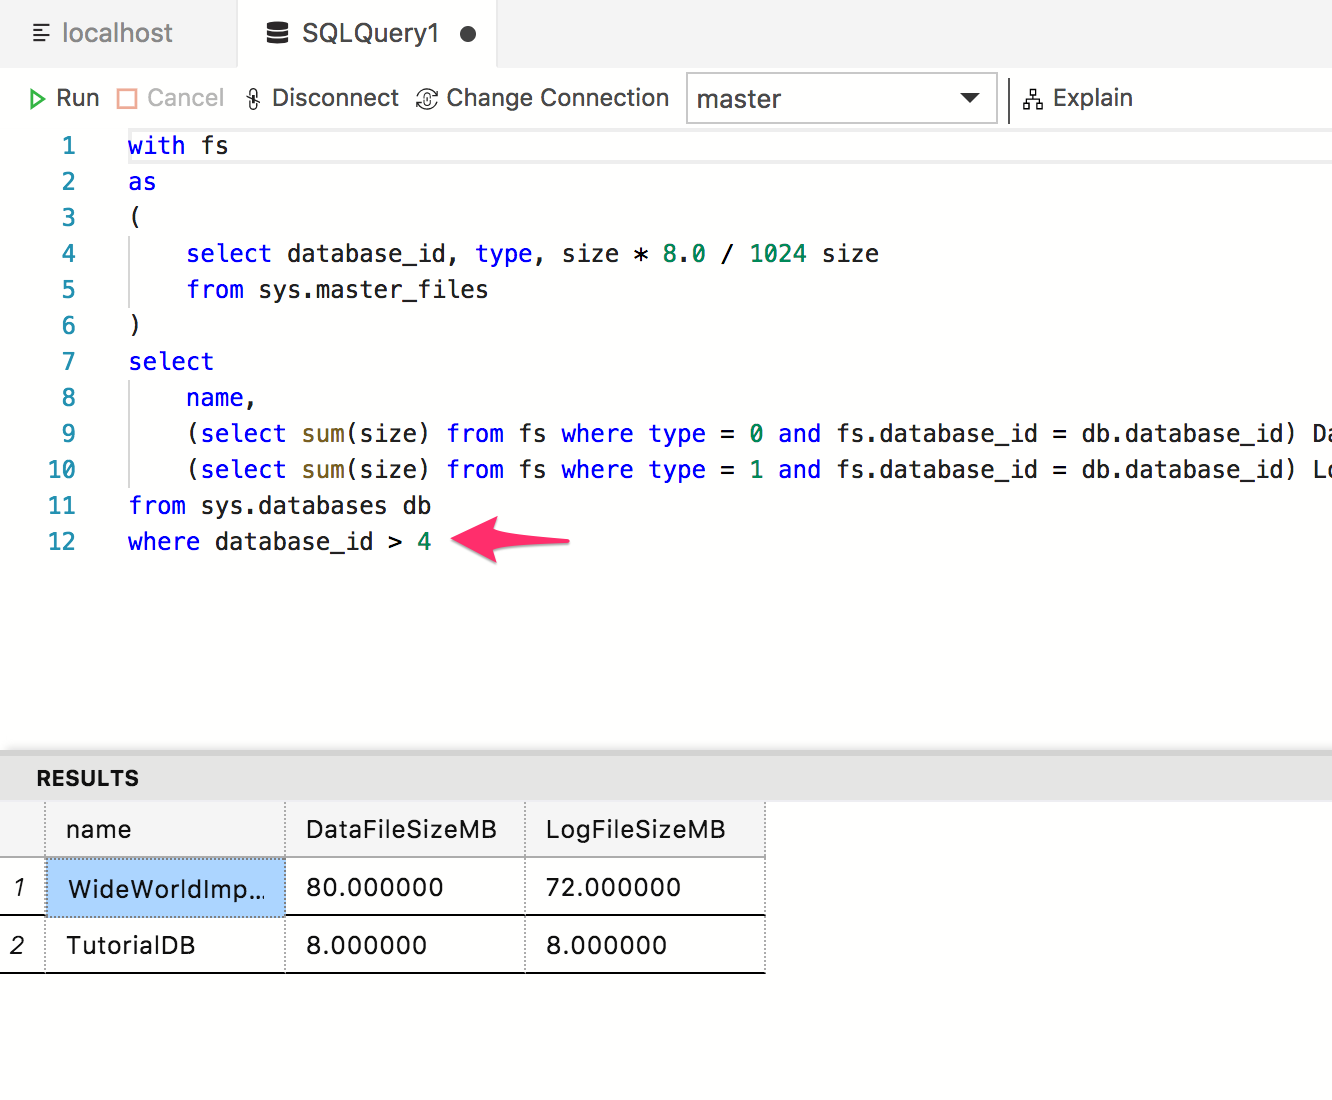 localhost SQLQuery1
Run Cancel Disconnect Change Connection master Explain
1 with fs
2 as
3 (
4 select database_id, type, size * 8.0 / 1024 size
5 from sys.master_files
6 )
7 select
8 name,
9 (select sum(size) from fs where type = 0 and fs.database_id = db.database_id) Da
10 (select sum(size) from fs where type = 1 and fs.database_id = db.database_id) Lo
11 from sys.databases db
12 where database_id > 4
RESULTS
name DataFileSizeMB LogFileSizeMB
1 WideWorldImp... 80.000000 72.000000
2 TutorialDB 8.000000 8.000000